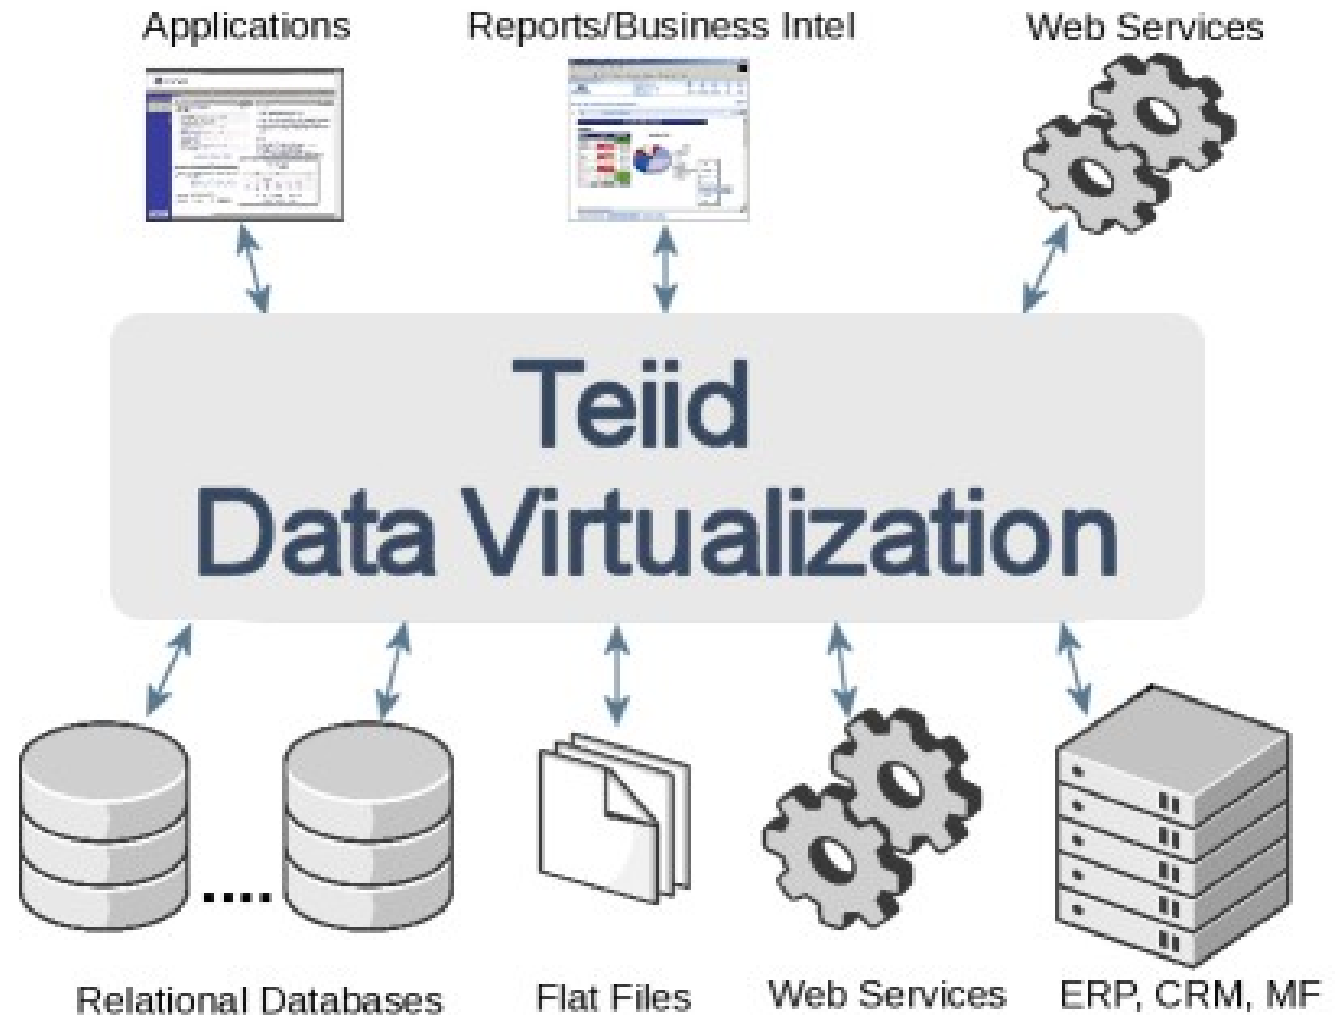 Applications
Reports/Business Intel
Web Services
Teiid
Data Virtualization
Relational Databases
Flat Files
Web Services
ERP, CRM, MF